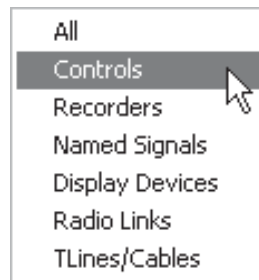 All
Controls
Recorders
Named Signals
Display Devices
Radio Links
TLines/Cables